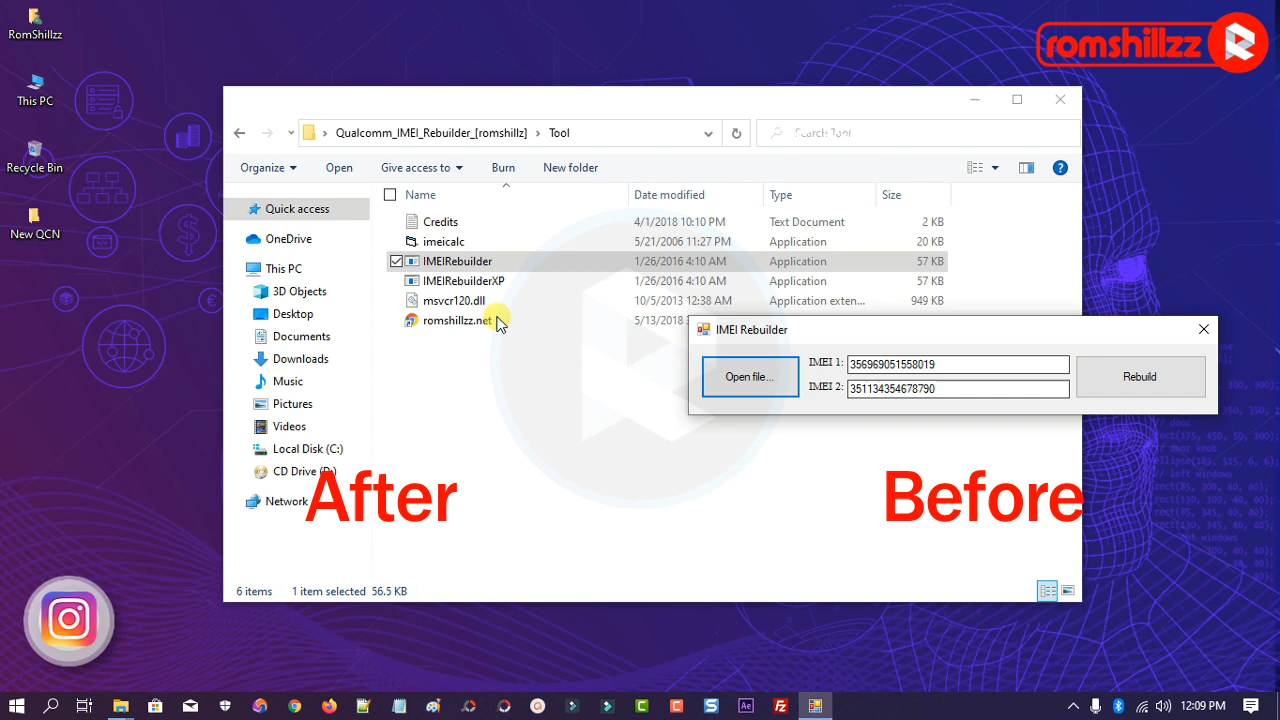 RomShillzz
romshillzz
This PC
Recycle Bin
New QCN
Qualcomm_IMEI_Rebuilder_[romshillz] > Tool
Search Tool
Organize Open Give access to Burn New folder
Name Date modified Type Size
Quick access
OneDrive
This PC
3D Objects
Desktop
Documents
Downloads
Music
Pictures
Videos
Local Disk (C:)
CD Drive (D:)
Network
Credits 4/1/2018 10:10 PM Text Document 2 KB
imeicalc 5/21/2006 11:27 PM Application 20 KB
IMEIRebuilder 1/26/2016 4:10 AM Application 57 KB
IMEIRebuilderXP 1/26/2016 4:10 AM Application 57 KB
msvcr120.dll 10/5/2013 12:38 AM Application exten... 949 KB
romshillzz.net 5/13/2018
IMEI Rebuilder
Open file...
IMEI 1: 356969051558019
IMEI 2: 351134354678790
Rebuild
After
Before
6 items 1 item selected 56.5 KB
12:09 PM